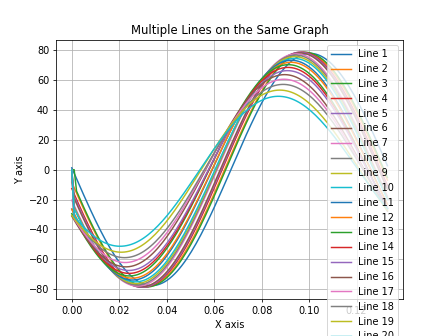 Multiple Lines on the Same Graph
Y axis
80
60
40
20
0
−20
−40
−60
−80
0.00
0.02
0.04
0.06
0.08
0.10
X axis
Line 1
Line 2
Line 3
Line 4
Line 5
Line 6
Line 7
Line 8
Line 9
Line 10
Line 11
Line 12
Line 13
Line 14
Line 15
Line 16
Line 17
Line 18
Line 19
Line 20